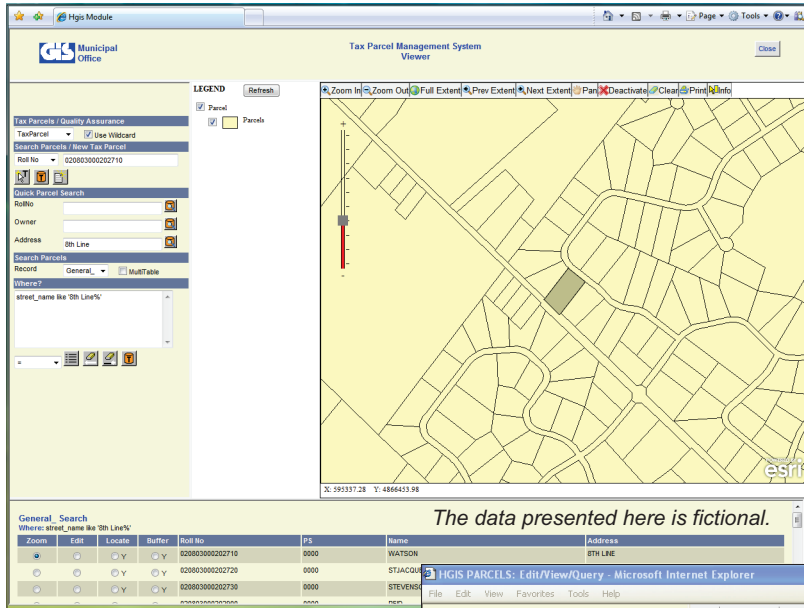 Hgis Module
Page Tools
GIS Municipal Office
Tax Parcel Management System
Viewer
Close
LEGEND Refresh
Parcel
Parcels
Zoom In Zoom Out Full Extent Prev Extent Next Extent Pan Deactivate Clear Print Info
Tax Parcels / Quality Assurance
TaxParcel Use Wildcard
Search Parcels / New Tax Parcel
Roll No 020803000202710
Quick Parcel Search
RollNo
Owner
Address 8th Line
Search Parcels
Record General_ MultiTable
Where?
street_name like '8th Line%'
=
+
-
esri
X: 595337.28 Y: 4866453.98
General_ Search
Where: street_name like '8th Line%'
The data presented here is fictional.
Zoom Edit Locate Buffer Roll No PS Name Address
Y Y 020803000202710 0000 WATSON 8TH LINE
Y Y 020803000202720 0000 STJACQU
Y Y 020803000202730 0000 STEVENS
HGIS PARCELS: Edit/View/Query - Microsoft Internet Explorer
File Edit View Favorites Tools Help